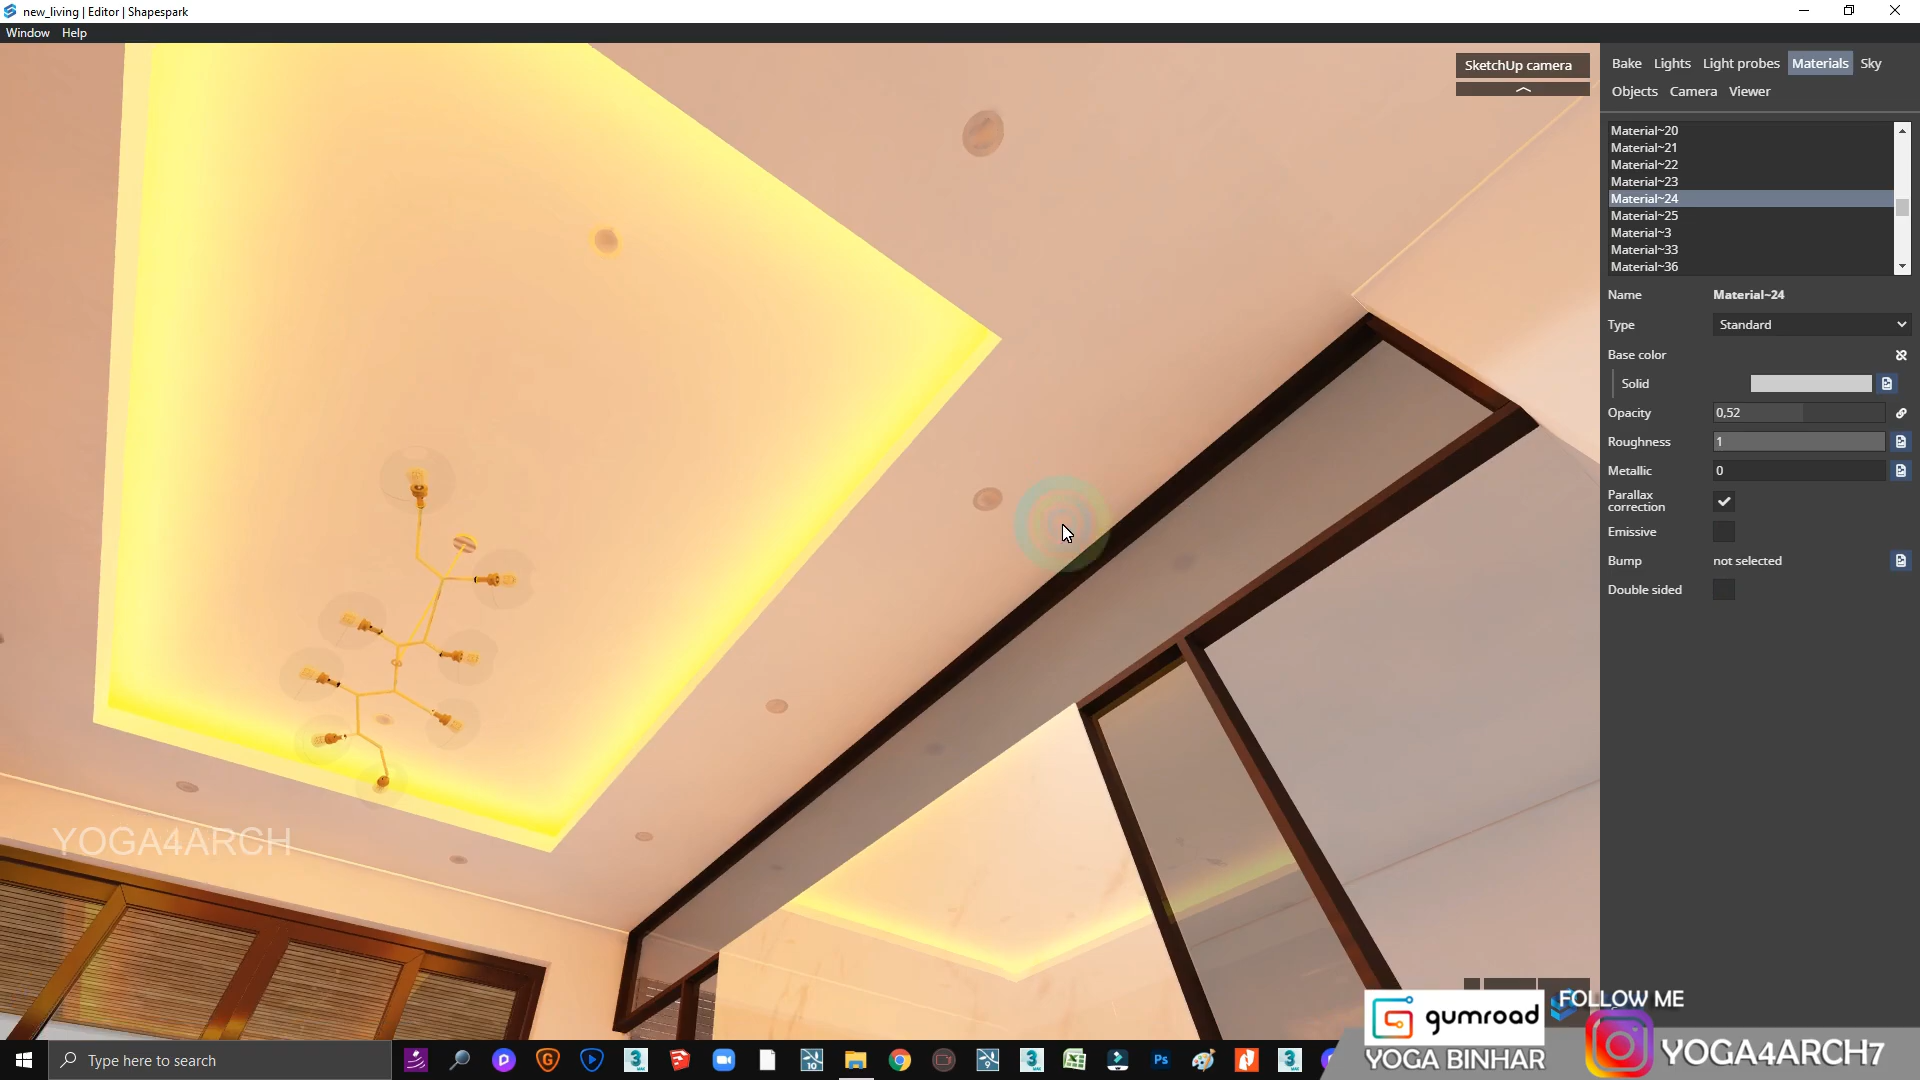 new_living | Editor | Shapespark
Window Help
SketchUp camera
Bake Lights Light probes Materials Sky
Objects Camera Viewer
Material~20
Material~21
Material~22
Material~23
Material~24
Material~25
Material~3
Material~33
Material~36
Name Material~24
Type Standard
Base color
Solid
Opacity 0,52
Roughness 1
Metallic 0
Parallax
correction
Emissive
Bump not selected
Double sided
YOGA4ARCH
gumroad
YOGA BINHAR
FOLLOW ME
YOGA4ARCH7
Type here to search